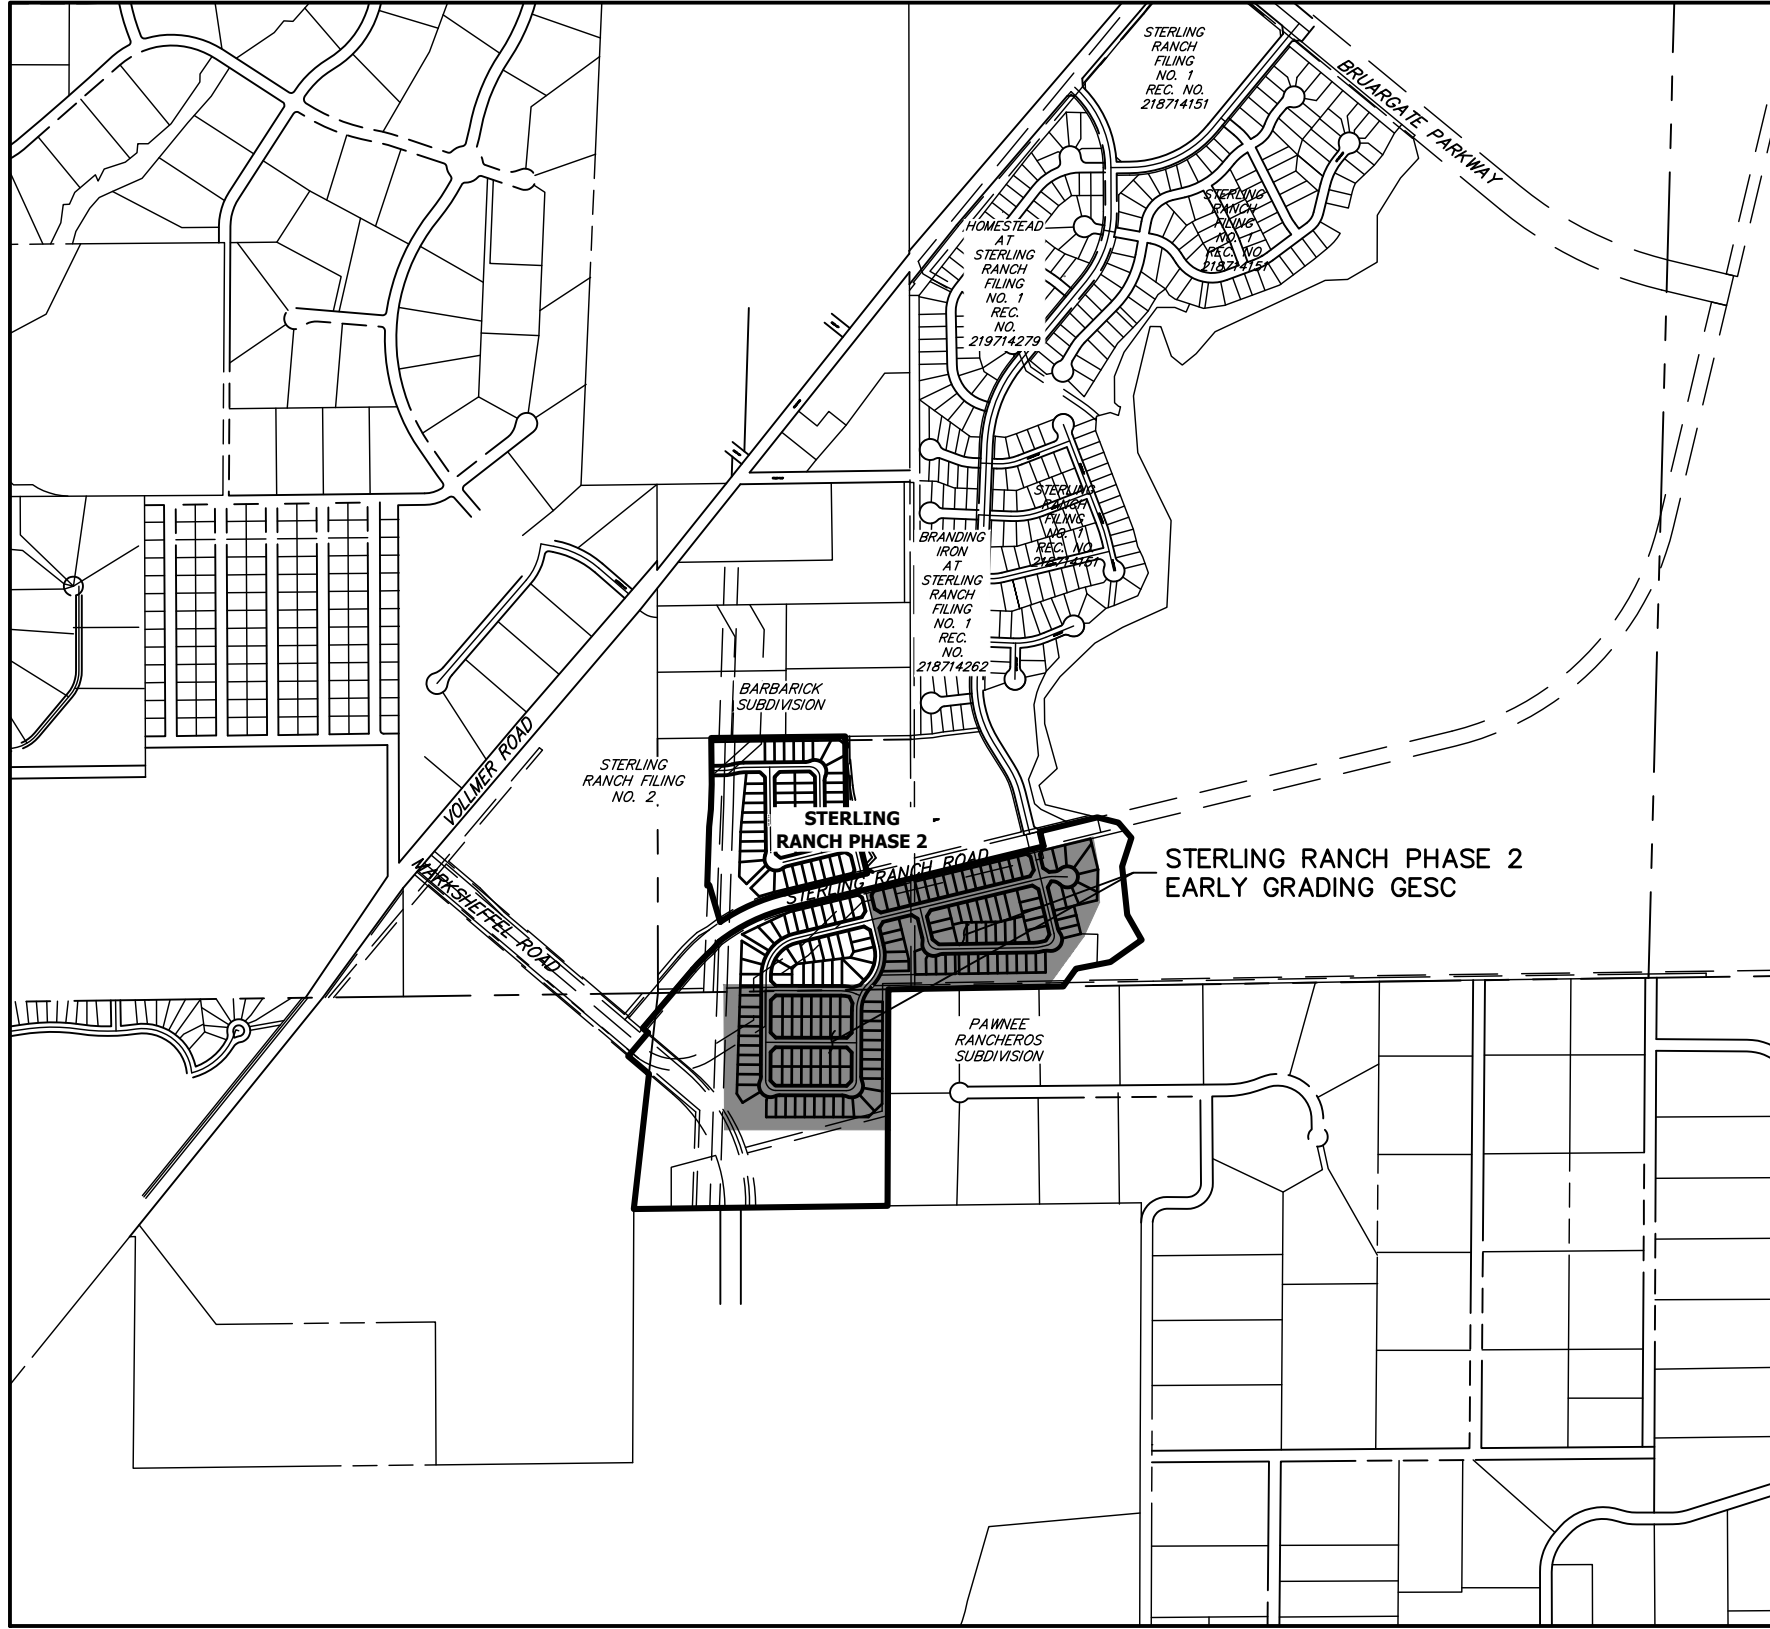 STERLING
RANCH
FILING
NO. 1
REC. NO.
218714151
BRUARGATE PARKWAY
STERLING
RANCH
FILING
NO. 1
REC. NO.
218714151
HOMESTEAD
AT
STERLING
RANCH
FILING
NO. 1
REC.
NO.
219714279
STERLING
RANCH
FILING
NO. 1
REC. NO.
218714151
BRANDING
IRON
AT
STERLING
RANCH
FILING
NO. 1
REC.
NO.
218714262
BARBARICK
SUBDIVISION
STERLING
RANCH FILING
NO. 2
VOLLMER ROAD
STERLING
RANCH PHASE 2
STERLING RANCH ROAD
MARKSHEFFEL ROAD
STERLING RANCH PHASE 2
EARLY GRADING GESC
PAWNEE
RANCHEROS
SUBDIVISION